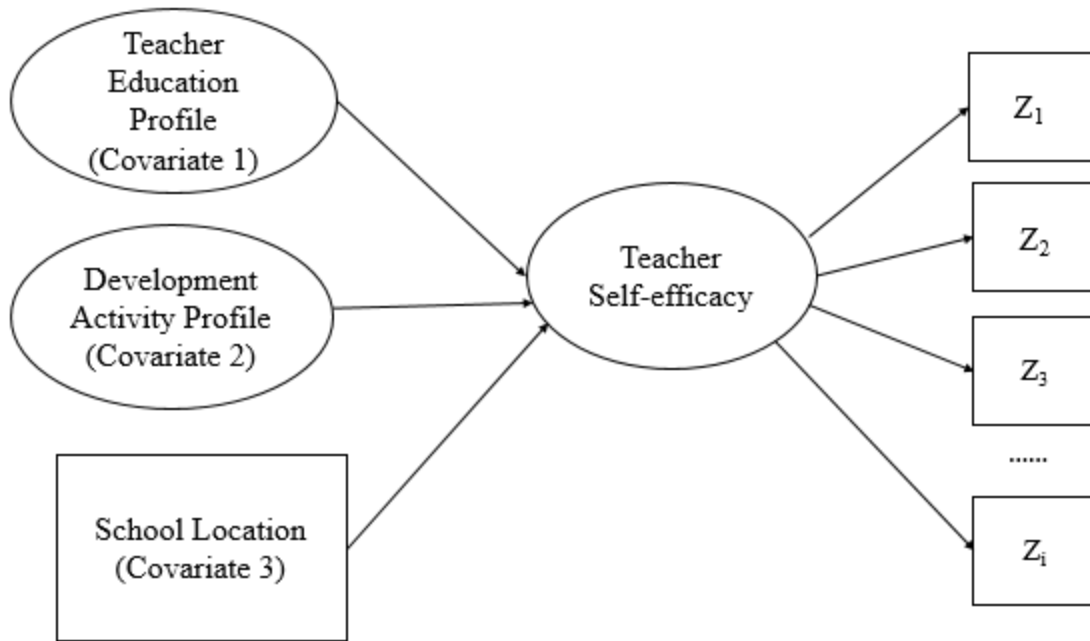 Teacher
Education
Profile
(Covariate 1)
Development
Activity Profile
(Covariate 2)
School Location
(Covariate 3)
Teacher
Self-efficacy
Z₁
Z₂
Z₃
......
Zᵢ